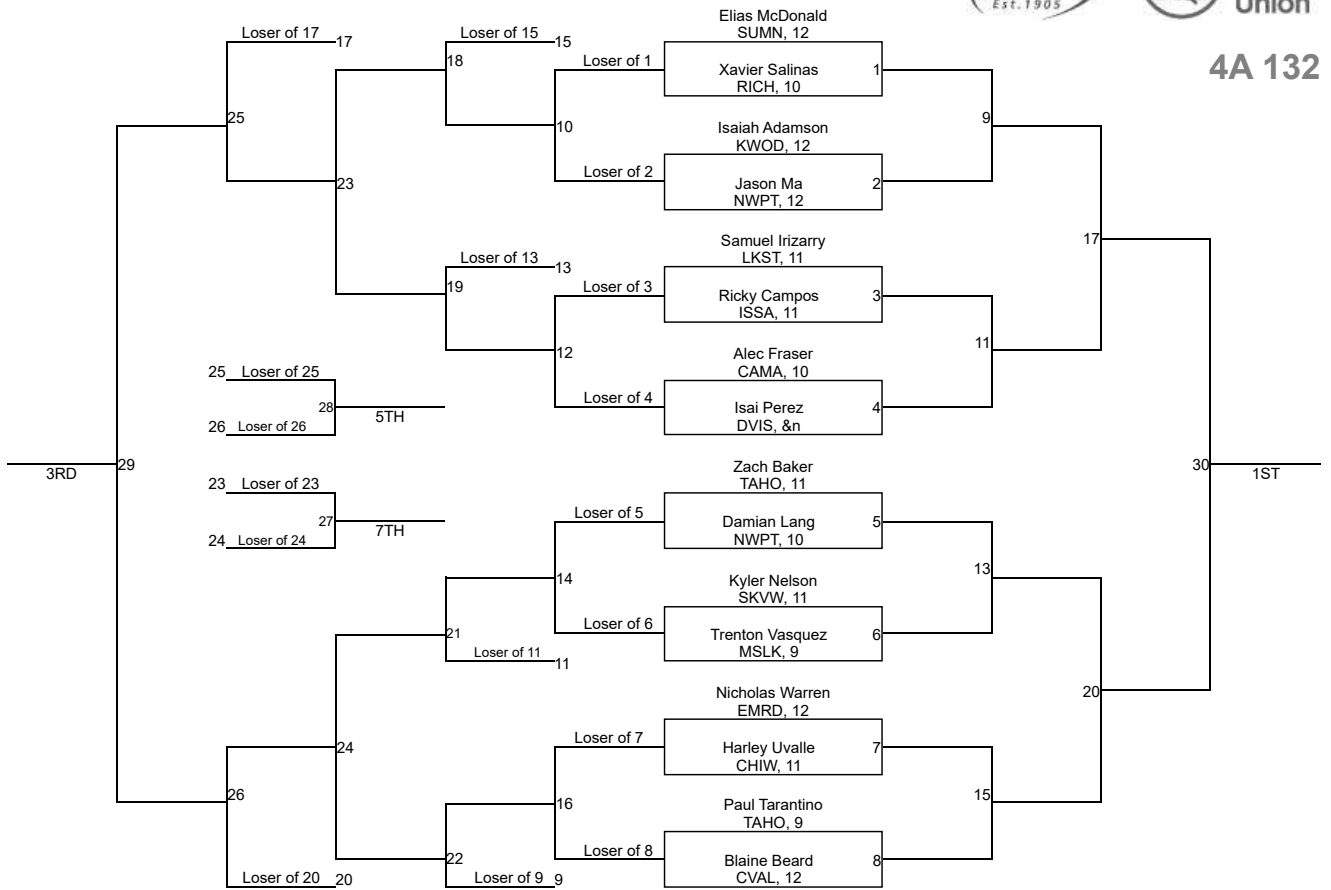 Est. 1905
Union
4A 132
Elias McDonald
SUMN, 12
Loser of 17 17
Loser of 15 15
18
Loser of 1
Xavier Salinas 1
RICH, 10
25
10
9
Isaiah Adamson
KWOD, 12
23
Loser of 2
Jason Ma 2
NWPT, 12
Samuel Irizarry
LKST, 11
17
Loser of 13 13
19
Loser of 3
Ricky Campos 3
ISSA, 11
12
11
Alec Fraser
CAMA, 10
25 Loser of 25
28
5TH
26 Loser of 26
Loser of 4
Isai Perez 4
DVIS, &n
29
3RD
Zach Baker
TAHO, 11
30
1ST
23 Loser of 23
27
7TH
24 Loser of 24
Loser of 5
Damian Lang 5
NWPT, 10
14
13
Kyler Nelson
SKVW, 11
21
Loser of 11 11
Loser of 6
Trenton Vasquez 6
MSLK, 9
Nicholas Warren
EMRD, 12
20
24
Loser of 7
Harley Uvalle 7
CHIW, 11
26
16
15
Paul Tarantino
TAHO, 9
22
Loser of 8
Blaine Beard 8
CVAL, 12
Loser of 20 20
Loser of 9 9